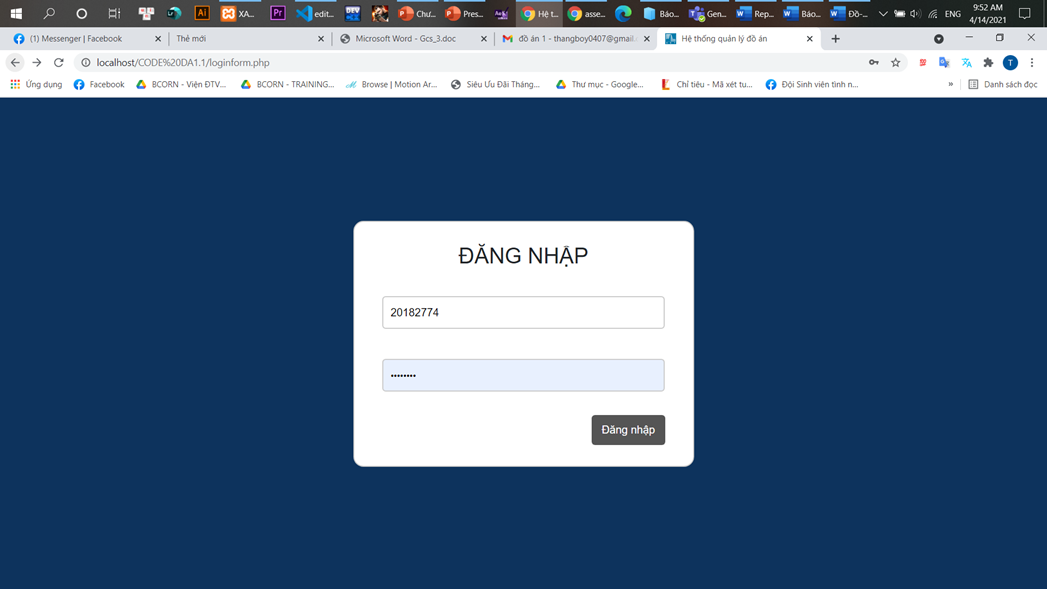 Ai
XA...
Pr
edit...
DEV
Chư...
Pres...
Hệ t...
asse...
Báo...
Gen...
Rep...
Báo...
Đồ-...
ENG
9:52 AM
4/14/2021
(1) Messenger | Facebook
Thẻ mới
Microsoft Word - Gcs_3.doc
đồ án 1 - thangboy0407@gmail.c
Hệ thống quản lý đồ án
localhost/CODE%20DA1.1/loginform.php
T
Ứng dụng
Facebook
BCORN - Viện ĐTV...
BCORN - TRAINING...
Browse | Motion Ar...
Siêu Ưu Đãi Tháng...
Thư mục - Google...
Chỉ tiêu - Mã xét tu...
Đội Sinh viên tình n...
»
Danh sách đọc
ĐĂNG NHẬP
20182774
••••••••
Đăng nhập